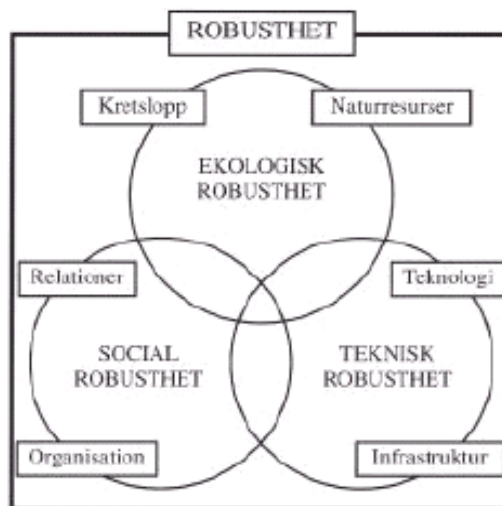 ROBUSTHET
Kretslopp
Naturresurser
EKOLOGISK
ROBUSTHET
Relationer
Teknologi
SOCIAL
ROBUSTHET
TEKNISK
ROBUSTHET
Organisation
Infrastruktur